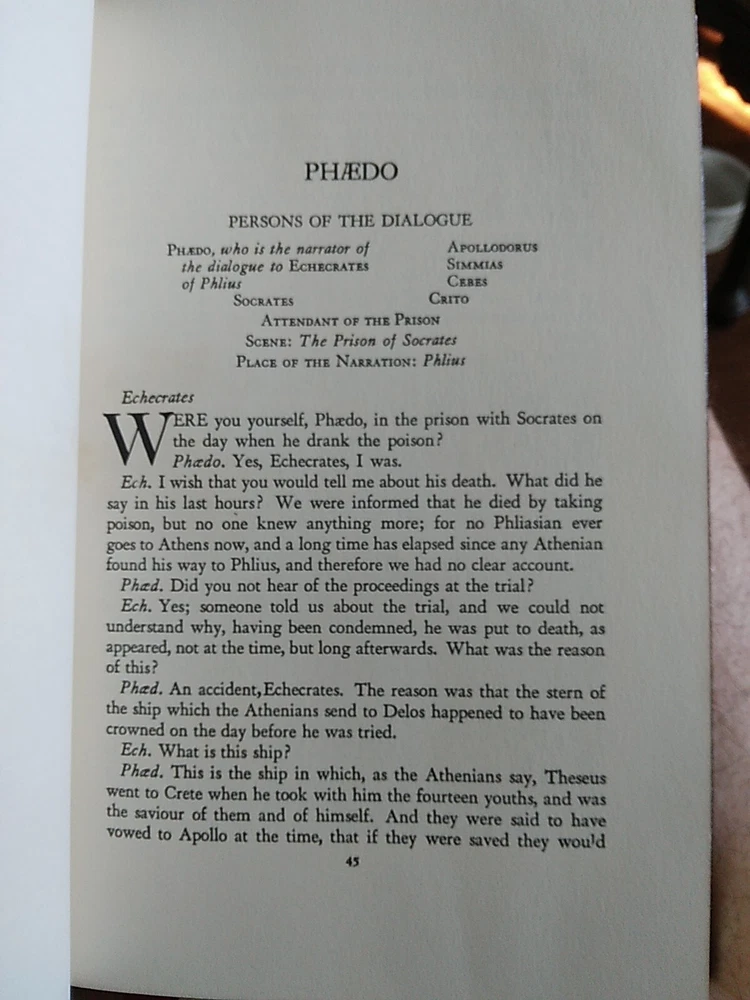 PHÆDO
PERSONS OF THE DIALOGUE
PHÆDO, who is the narrator of
the dialogue to ECHECRATES
of Phlius
APOLLODORUS
SIMMIAS
CEBES
SOCRATES
CRITO
ATTENDANT OF THE PRISON
SCENE: The Prison of Socrates
PLACE OF THE NARRATION: Phlius
Echecrates
WERE you yourself, Phædo, in the prison with Socrates on
the day when he drank the poison?
Phædo. Yes, Echecrates, I was.
Ech. I wish that you would tell me about his death. What did he
say in his last hours? We were informed that he died by taking
poison, but no one knew anything more; for no Phliasian ever
goes to Athens now, and a long time has elapsed since any Athenian
found his way to Phlius, and therefore we had no clear account.
Phæd. Did you not hear of the proceedings at the trial?
Ech. Yes; someone told us about the trial, and we could not
understand why, having been condemned, he was put to death, as
appeared, not at the time, but long afterwards. What was the reason
of this?
Phæd. An accident, Echecrates. The reason was that the stern of
the ship which the Athenians send to Delos happened to have been
crowned on the day before he was tried.
Ech. What is this ship?
Phæd. This is the ship in which, as the Athenians say, Theseus
went to Crete when he took with him the fourteen youths, and was
the saviour of them and of himself. And they were said to have
vowed to Apollo at the time, that if they were saved they would
45